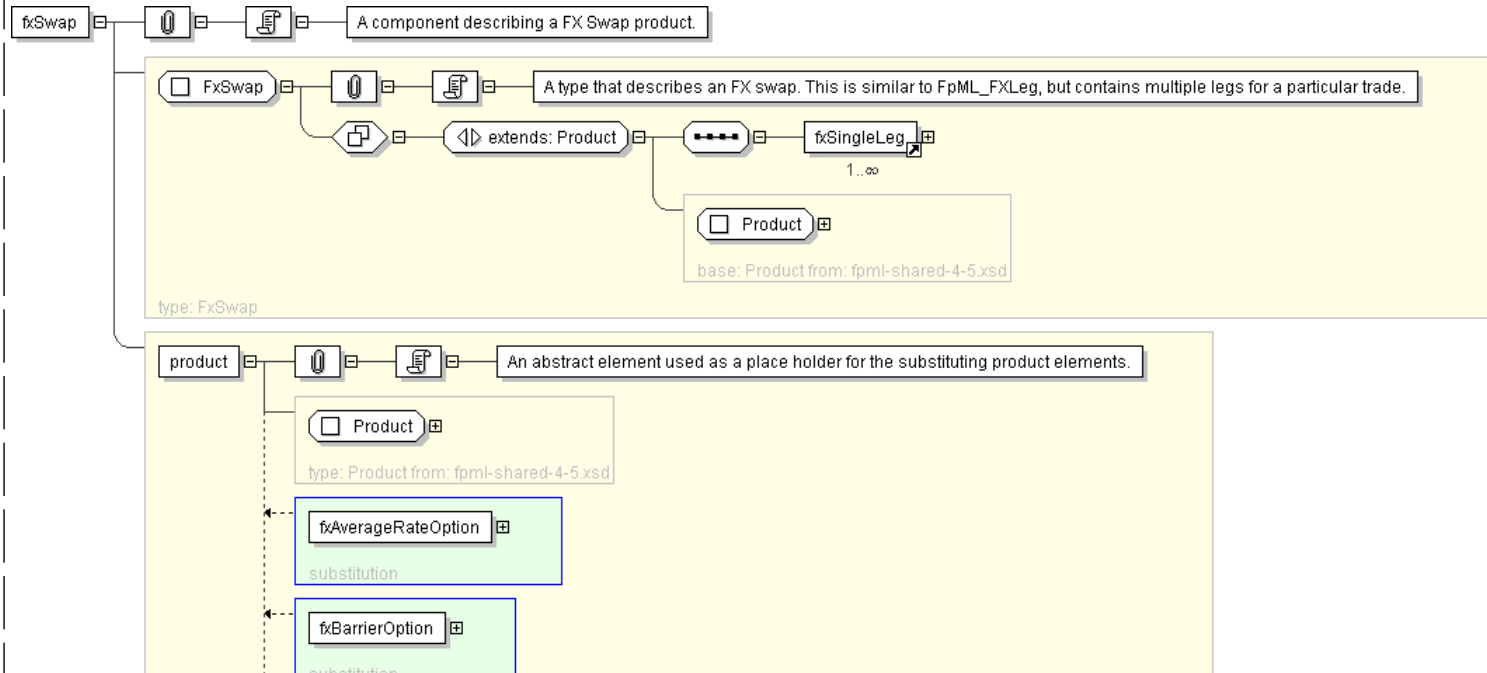 fxSwap A component describing a FX Swap product.
FxSwap A type that describes an FX swap. This is similar to FpML_FXLeg, but contains multiple legs for a particular trade.
extends: Product fxSingleLeg
1..∞
Product
base: Product from: fpml-shared-4-5.xsd
type: FxSwap
product An abstract element used as a place holder for the substituting product elements.
Product
type: Product from: fpml-shared-4-5.xsd
fxAverageRateOption
substitution
fxBarrierOption
substitution